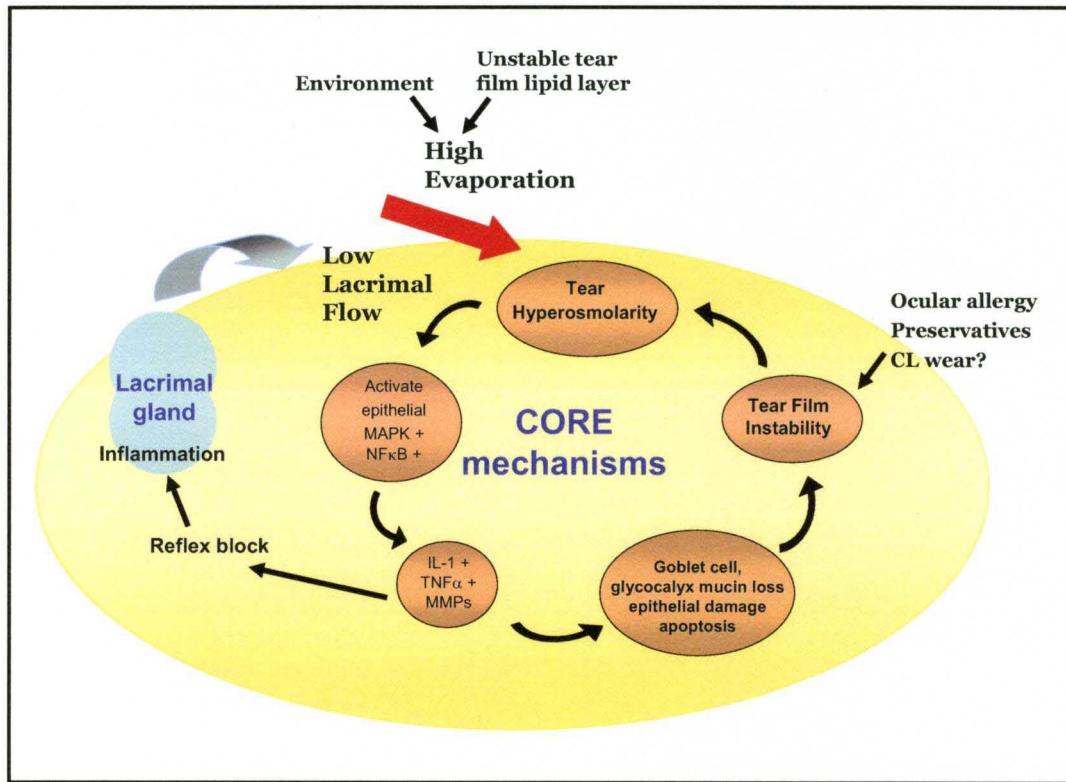 Environment
Unstable tear
film lipid layer
High
Evaporation
Low
Lacrimal
Flow
Tear
Hyperosmolarity
Ocular allergy
Preservatives
CL wear?
Lacrimal
gland
Inflammation
Activate
epithelial
MAPK +
NFκB +
CORE
mechanisms
Tear Film
Instability
Reflex block
IL-1 +
TNFα +
MMPs
Goblet cell,
glycocalyx mucin loss
epithelial damage
apoptosis